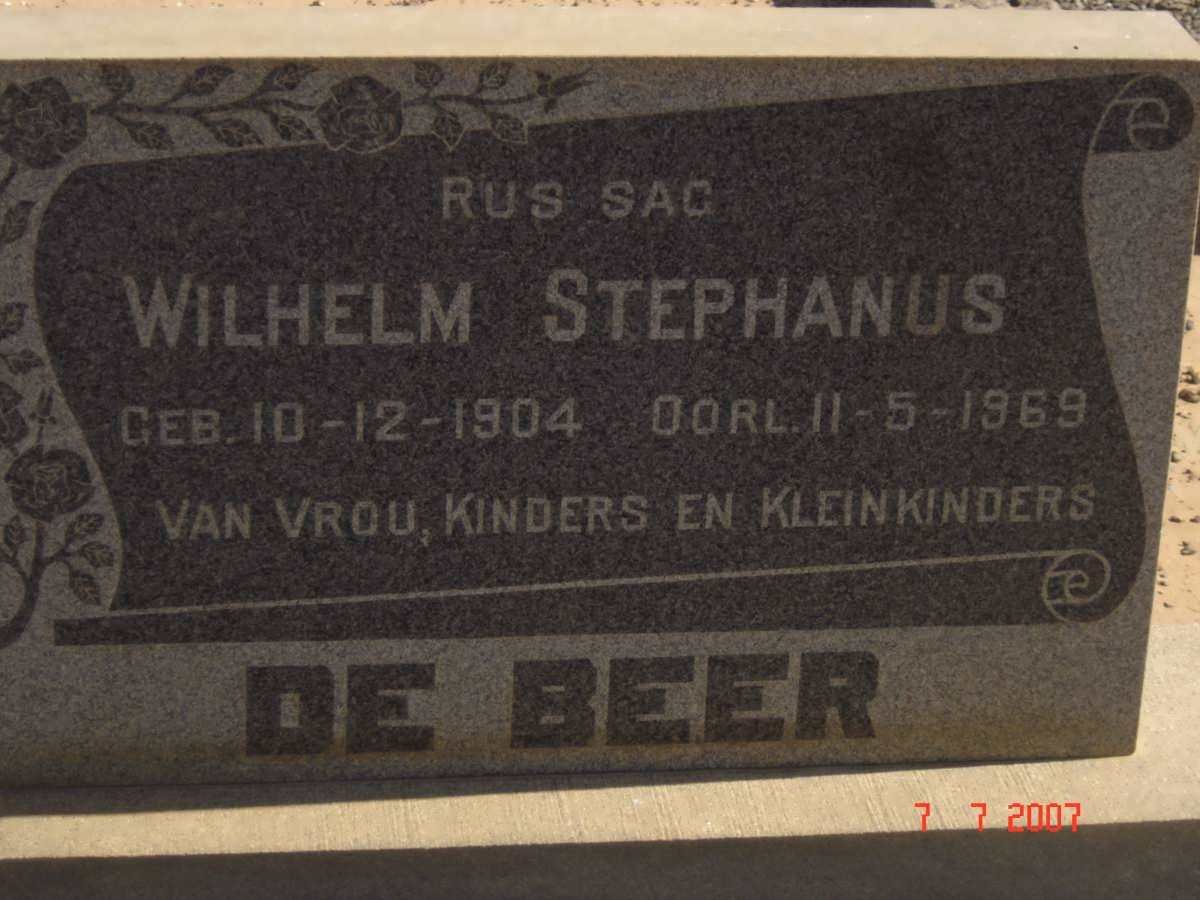 RUS SAG
WILHELM STEPHANUS
GEB. 10-12-1904 OORL. 11-5-1969
VAN VROU, KINDERS EN KLEINKINDERS
DE BEER
7 7 2007